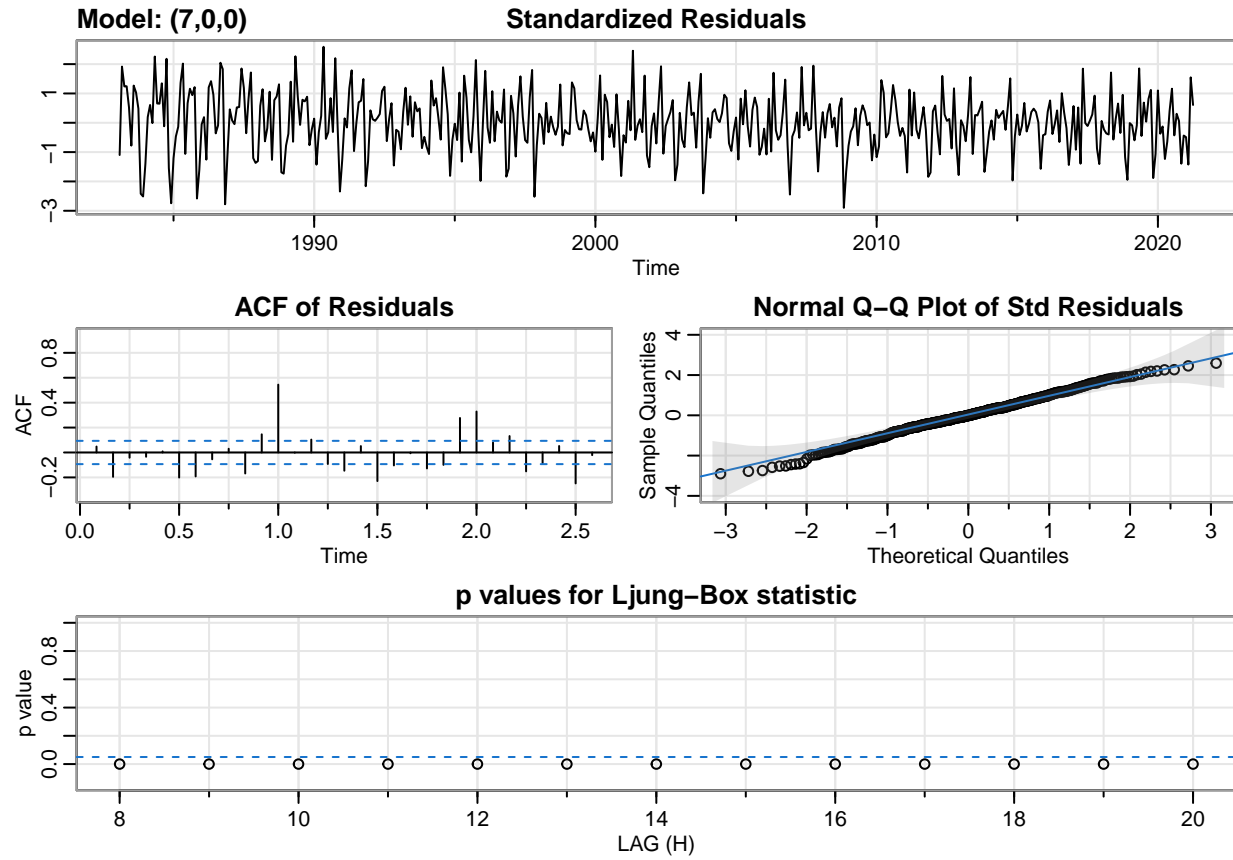 Model: (7,0,0) Standardized Residuals
1
−1
−3
1990 2000 2010 2020
Time
ACF of Residuals
ACF
0.8
0.4
−0.2
0.0 0.5 1.0 1.5 2.0 2.5
Time
Normal Q−Q Plot of Std Residuals
Sample Quantiles
4
2
0
−4
−3 −2 −1 0 1 2 3
Theoretical Quantiles
p values for Ljung−Box statistic
p value
0.8
0.4
0.0
8 10 12 14 16 18 20
LAG (H)